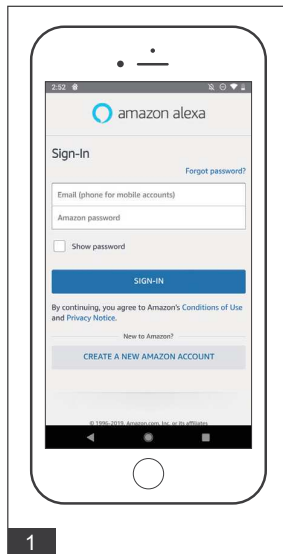 2:52
amazon alexa
Sign-In
Forgot password?
Email (phone for mobile accounts)
Amazon password
Show password
SIGN-IN
By continuing, you agree to Amazon's Conditions of Use
and Privacy Notice.
New to Amazon?
CREATE A NEW AMAZON ACCOUNT
© 1996-2019, Amazon.com, Inc. or its affiliates
1